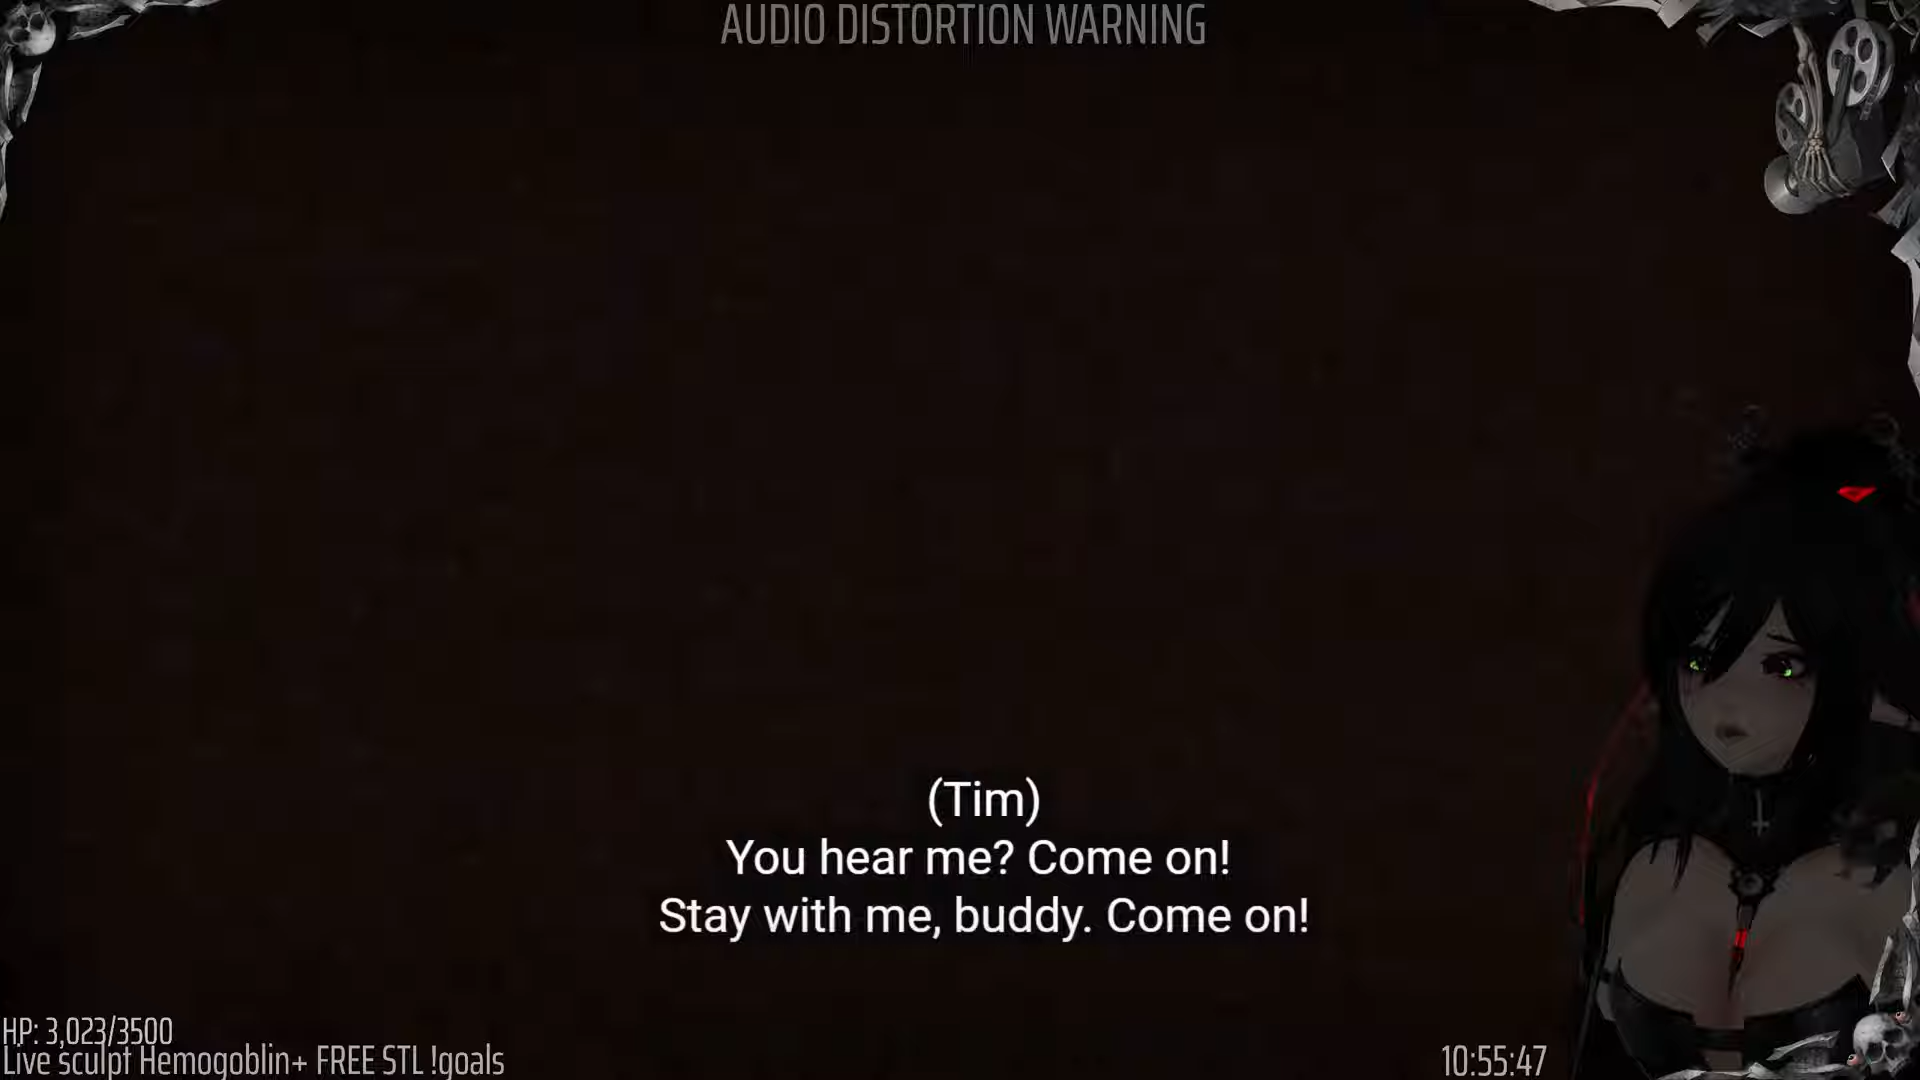 AUDIO DISTORTION WARNING
(Tim)
You hear me? Come on!
Stay with me, buddy. Come on!
HP: 3,023/3500
Live sculpt Hemogoblin+ FREE STL !goals
10:55:47